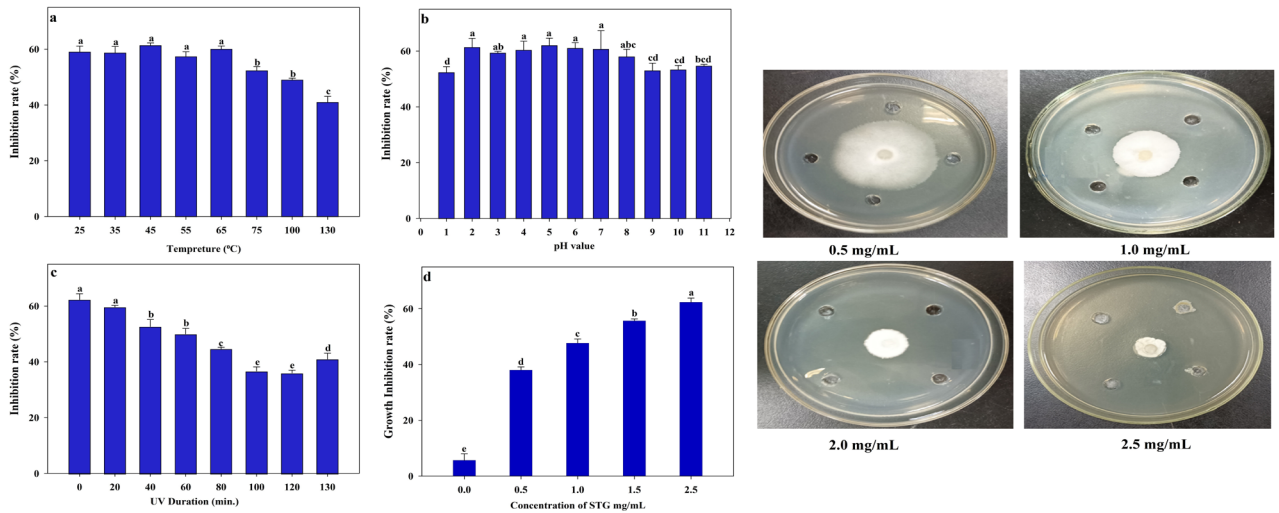 a
a a a a a b b c
60
40
20
0
25 35 45 55 65 75 100 130
Tempreture (ºC)
Inhibition rate (%)
b
d a ab a a a a abc cd cd bcd
60
40
20
0
0 1 2 3 4 5 6 7 8 9 10 11 12
pH value
Inhibition rate (%)
0.5 mg/mL
1.0 mg/mL
c
a a b b c e e d
60
40
20
0
0 20 40 60 80 100 120 130
UV Duration (min.)
Inhibition rate (%)
d
e d c b a
60
40
20
0
0.0 0.5 1.0 1.5 2.5
Concentration of STG mg/mL
Growth Inhibition rate (%)
2.0 mg/mL
2.5 mg/mL